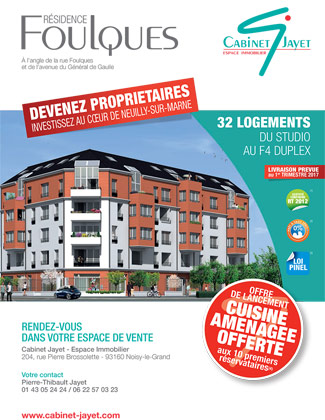 RÉSIDENCE
FOULQUES
À l'angle de la rue Foulques
et de l'avenue du Général de Gaulle
CABINET JAYET
ESPACE IMMOBILIER
DEVENEZ PROPRIETAIRES
INVESTISSEZ AU CŒUR DE NEUILLY-SUR-MARNE
32 LOGEMENTS
DU STUDIO
AU F4 DUPLEX
LIVRAISON PRÉVUE
au 1er TRIMESTRE 2017
RT 2012
LOI
PINEL
OFFRE
DE LANCEMENT
CUISINE
AMENAGÉE
OFFERTE
aux 10 premiers
réservataires
RENDEZ-VOUS
DANS VOTRE ESPACE DE VENTE
Cabinet Jayet - Espace Immobilier
204, rue Pierre Brossolette - 93160 Noisy-le-Grand
Votre contact
Pierre-Thibault Jayet
01 43 05 24 24 / 06 22 57 03 23
www.cabinet-jayet.com